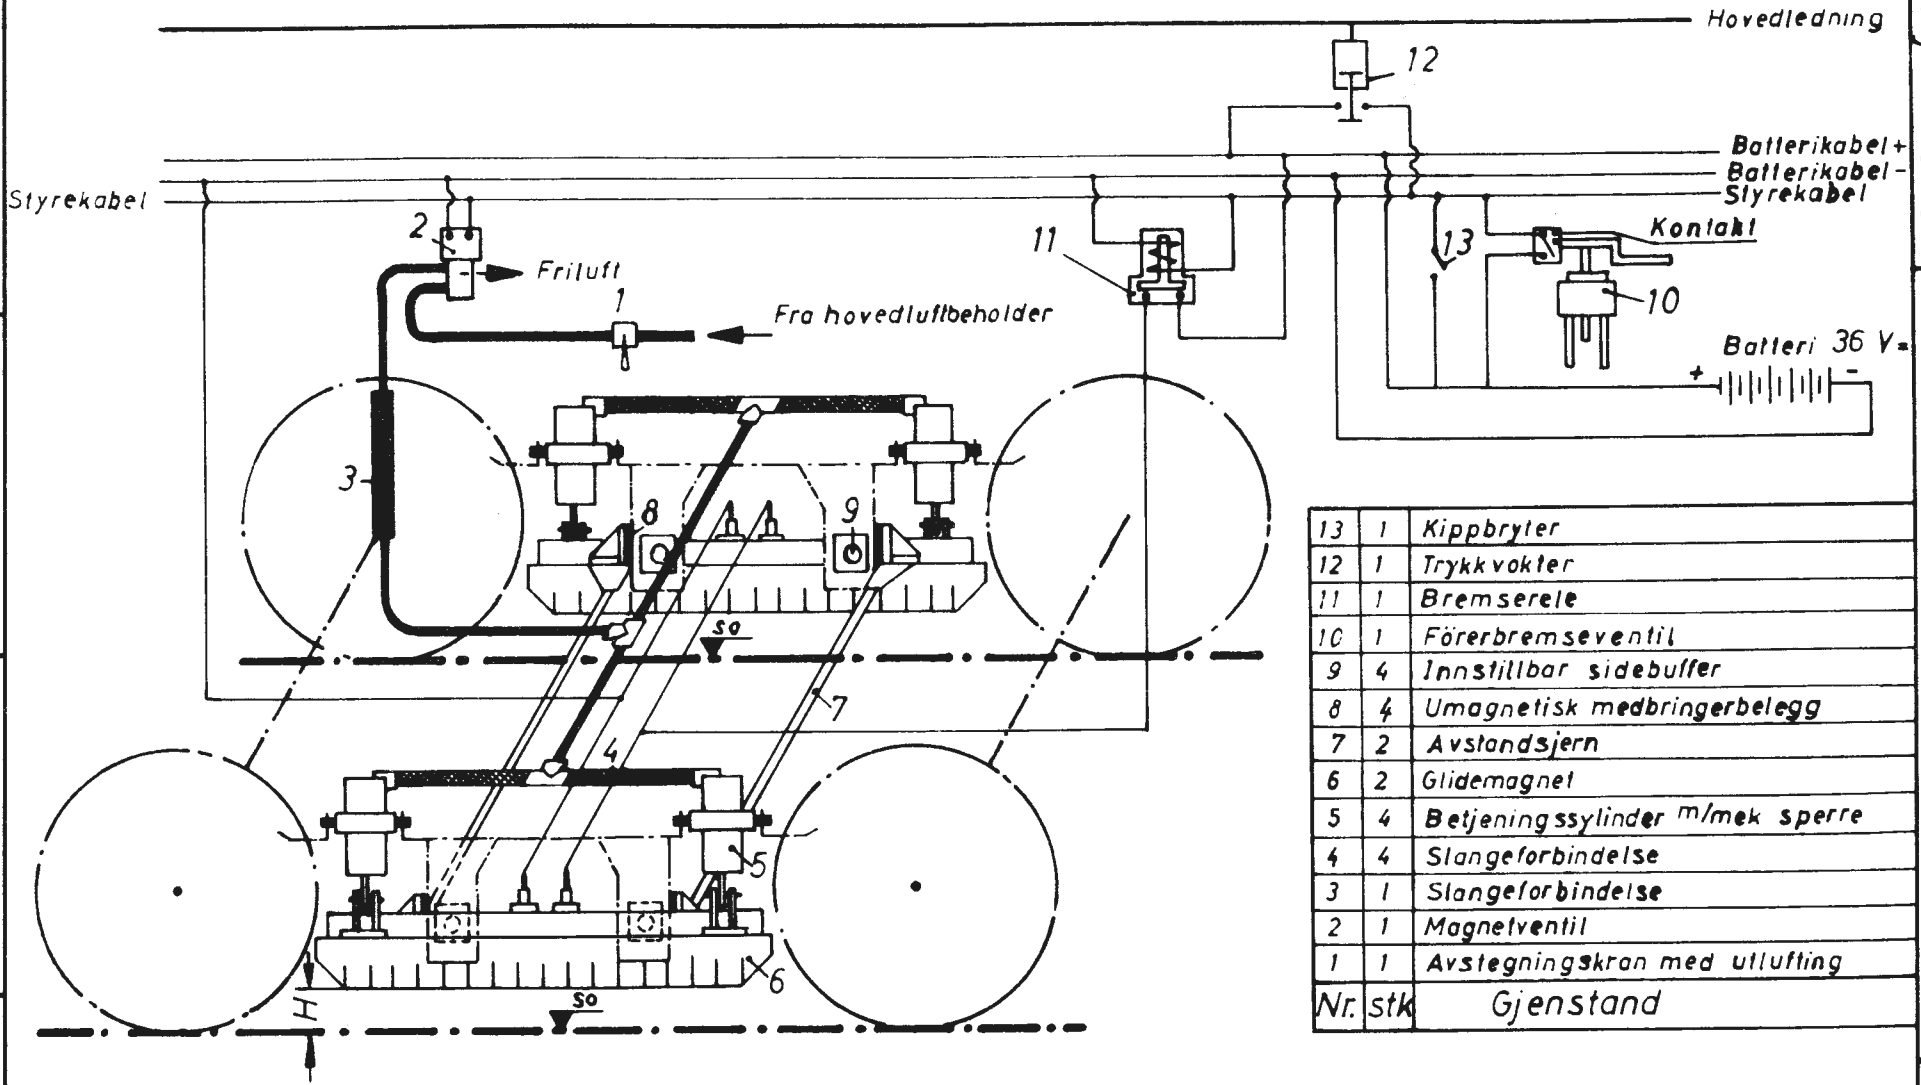 Hovedledning
12
Batterikabel+
Batterikabel-
Styrekabel
Styrekabel
2
Friluft
1
Fra hovedluftbeholder
11
13
Kontakt
10
Batteri 36 V=
+ -
3
8
9
so
7
4
5
6
H
so
13 1 Kippbryter
12 1 Trykkvokter
11 1 Bremserele
10 1 Förerbremseventil
9 4 Innstillbar sidebuffer
8 4 Umagnetisk medbringerbelegg
7 2 Avstandsjern
6 2 Glidemagnet
5 4 Betjeningssylinder m/mek sperre
4 4 Slangeforbindelse
3 1 Slangeforbindelse
2 1 Magnetventil
1 1 Avstegningskran med utlufting
Nr. stk Gjenstand